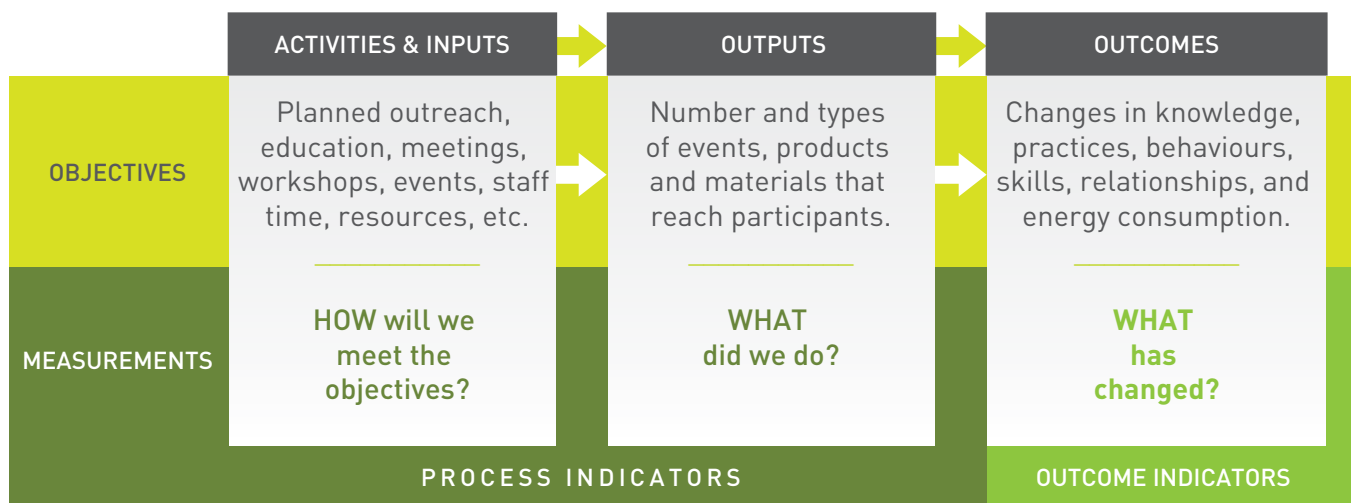 ACTIVITIES & INPUTS
OUTPUTS
OUTCOMES
OBJECTIVES
Planned outreach,
education, meetings,
workshops, events, staff
time, resources, etc.
Number and types
of events, products
and materials that
reach participants.
Changes in knowledge,
practices, behaviours,
skills, relationships, and
energy consumption.
MEASUREMENTS
HOW will we
meet the
objectives?
WHAT
did we do?
WHAT
has
changed?
PROCESS INDICATORS
OUTCOME INDICATORS